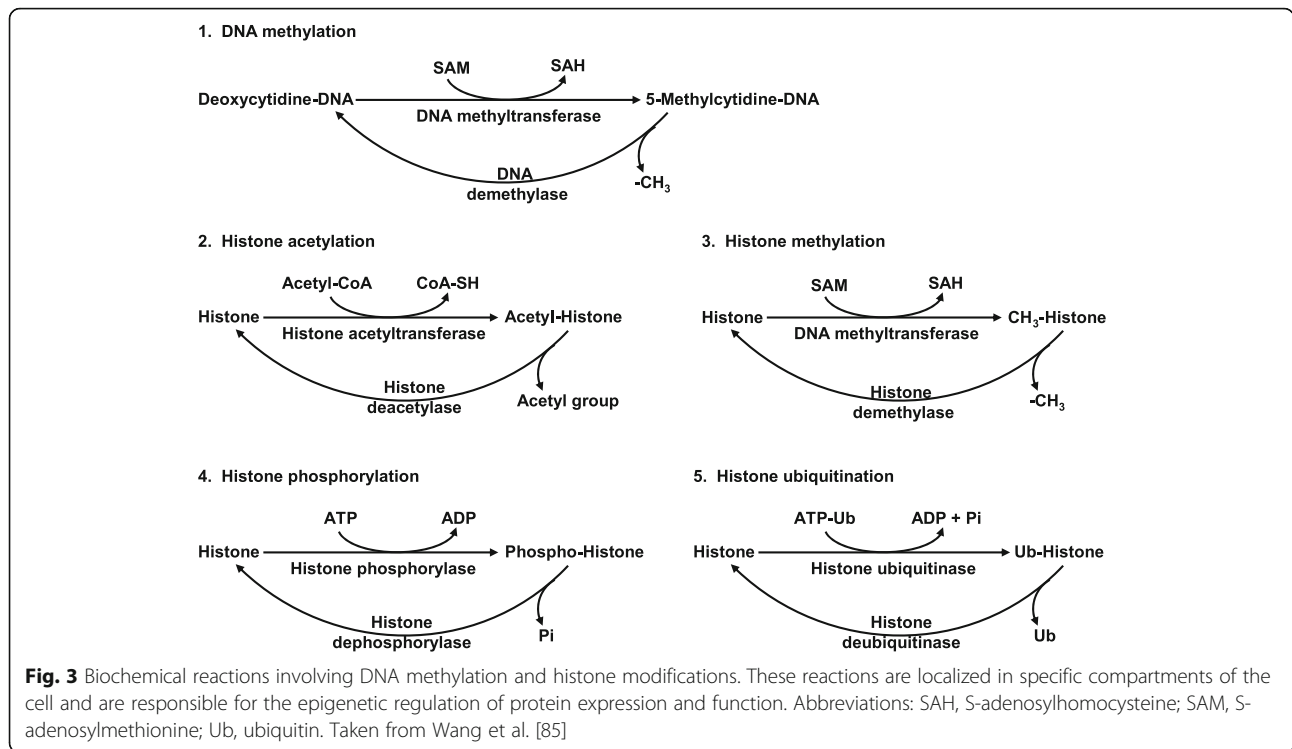 1. DNA methylation
SAM SAH
Deoxycytidine-DNA 5-Methylcytidine-DNA
DNA methyltransferase
DNA
demethylase
-CH₃
2. Histone acetylation
Acetyl-CoA CoA-SH
Histone Acetyl-Histone
Histone acetyltransferase
Histone
deacetylase
Acetyl group
3. Histone methylation
SAM SAH
Histone CH₃-Histone
DNA methyltransferase
Histone
demethylase
-CH₃
4. Histone phosphorylation
ATP ADP
Histone Phospho-Histone
Histone phosphorylase
Histone
dephosphorylase
Pi
5. Histone ubiquitination
ATP-Ub ADP + Pi
Histone Ub-Histone
Histone ubiquitinase
Histone
deubiquitinase
Ub
Fig. 3 Biochemical reactions involving DNA methylation and histone modifications. These reactions are localized in specific compartments of the
cell and are responsible for the epigenetic regulation of protein expression and function. Abbreviations: SAH, S-adenosylhomocysteine; SAM, S-
adenosylmethionine; Ub, ubiquitin. Taken from Wang et al. [85]